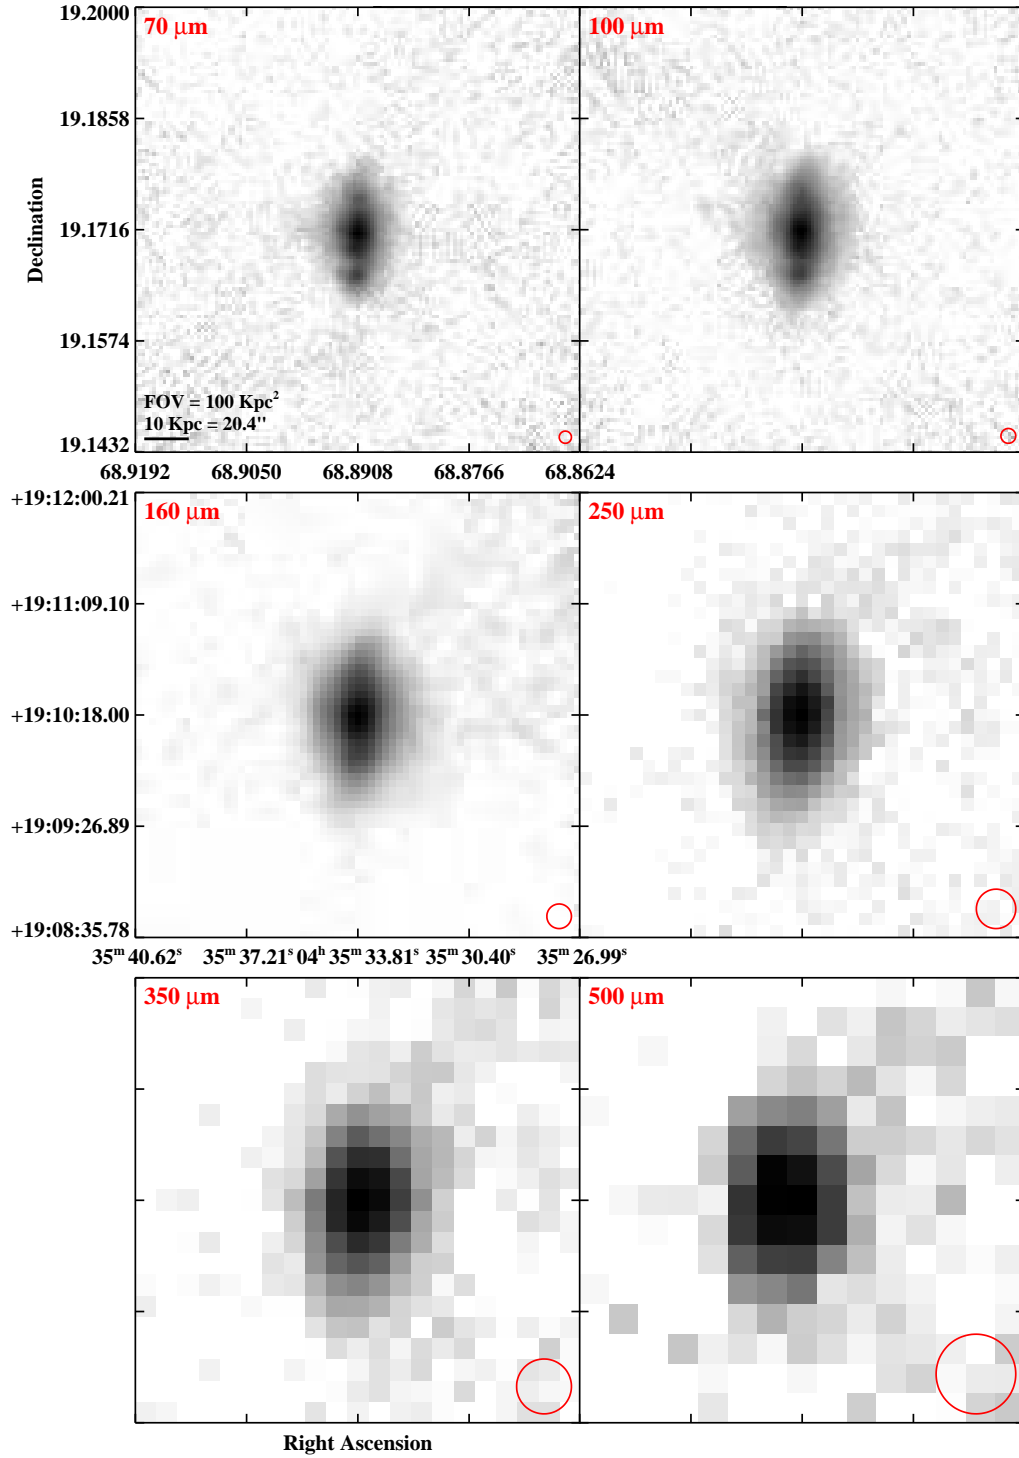 19.2000
70 μm
100 μm
19.1858
Declination
19.1716
19.1574
FOV = 100 Kpc²
10 Kpc = 20.4"
19.1432
68.9192 68.9050 68.8908 68.8766 68.8624
+19:12:00.21
160 μm
250 μm
+19:11:09.10
+19:10:18.00
+19:09:26.89
+19:08:35.78
35ᵐ 40.62ˢ 35ᵐ 37.21ˢ 04ʰ 35ᵐ 33.81ˢ 35ᵐ 30.40ˢ 35ᵐ 26.99ˢ
350 μm
500 μm
Right Ascension